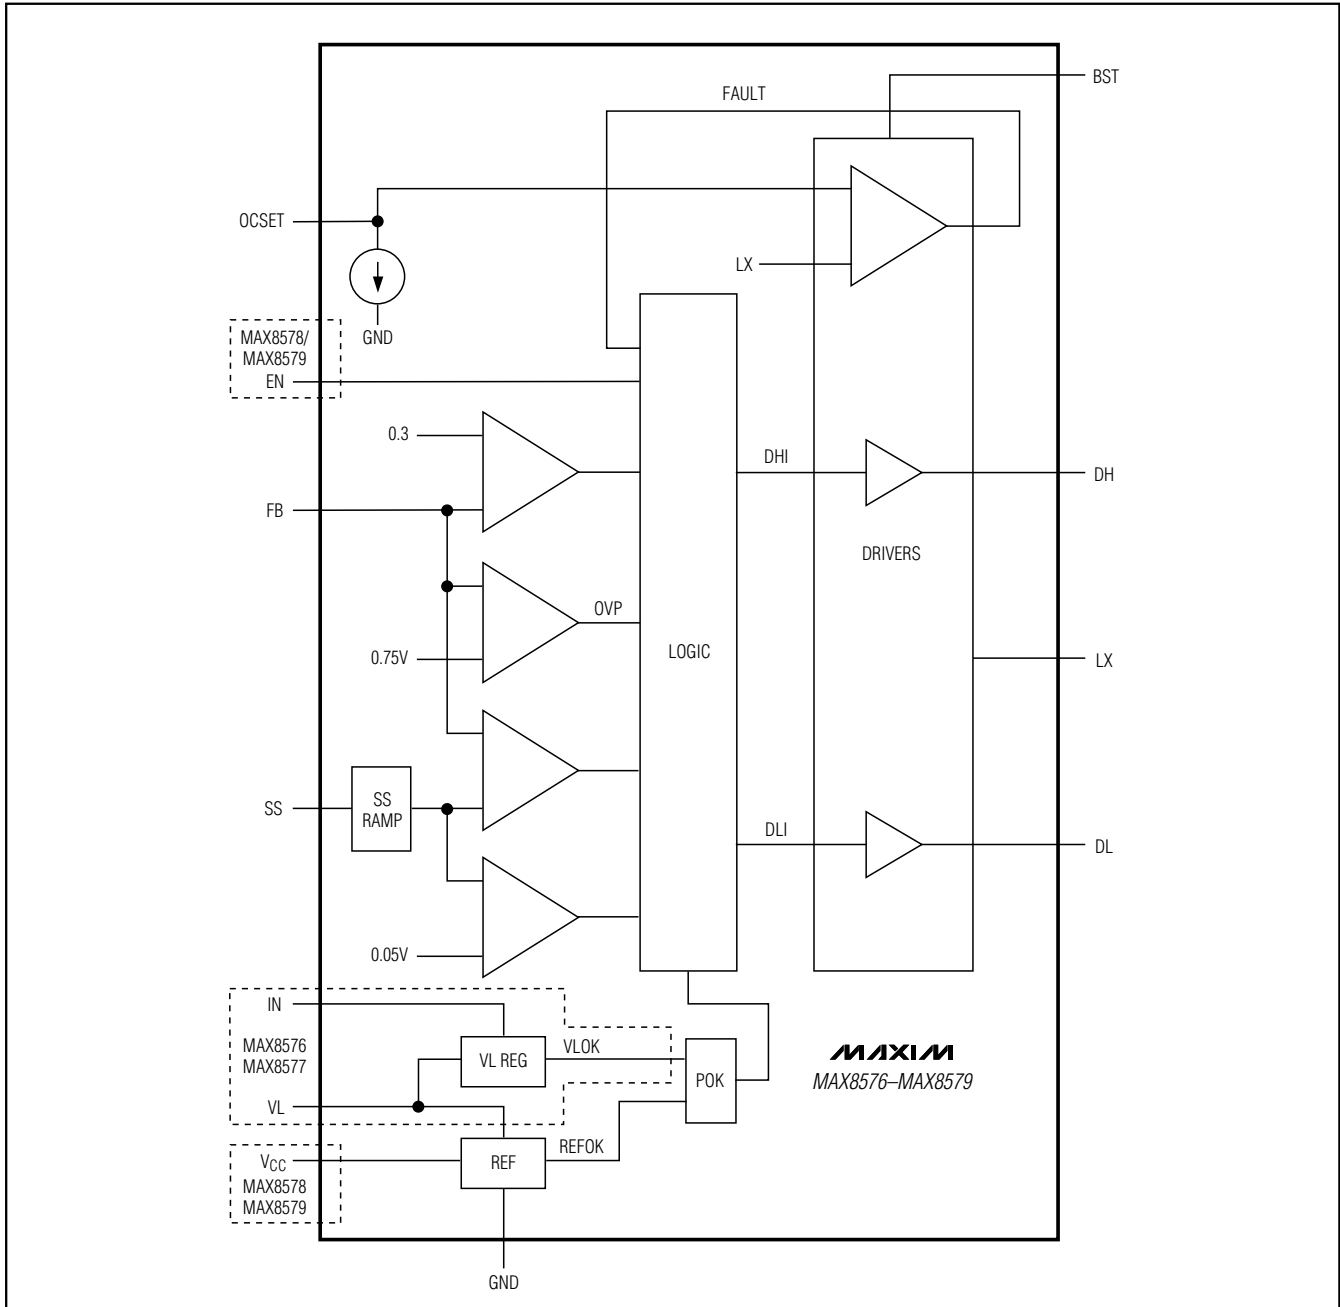 BST
FAULT
OCSET
LX
GND
MAX8578/
MAX8579
EN
0.3
DHI
DH
FB
DRIVERS
OVP
0.75V
LOGIC
LX
SS
SS
RAMP
DLI
DL
0.05V
IN
MAX8576
MAX8577
VL REG
VLOK
POK
MAXIM
MAX8576–MAX8579
VL
REFOK
VCC
MAX8578
MAX8579
REF
GND